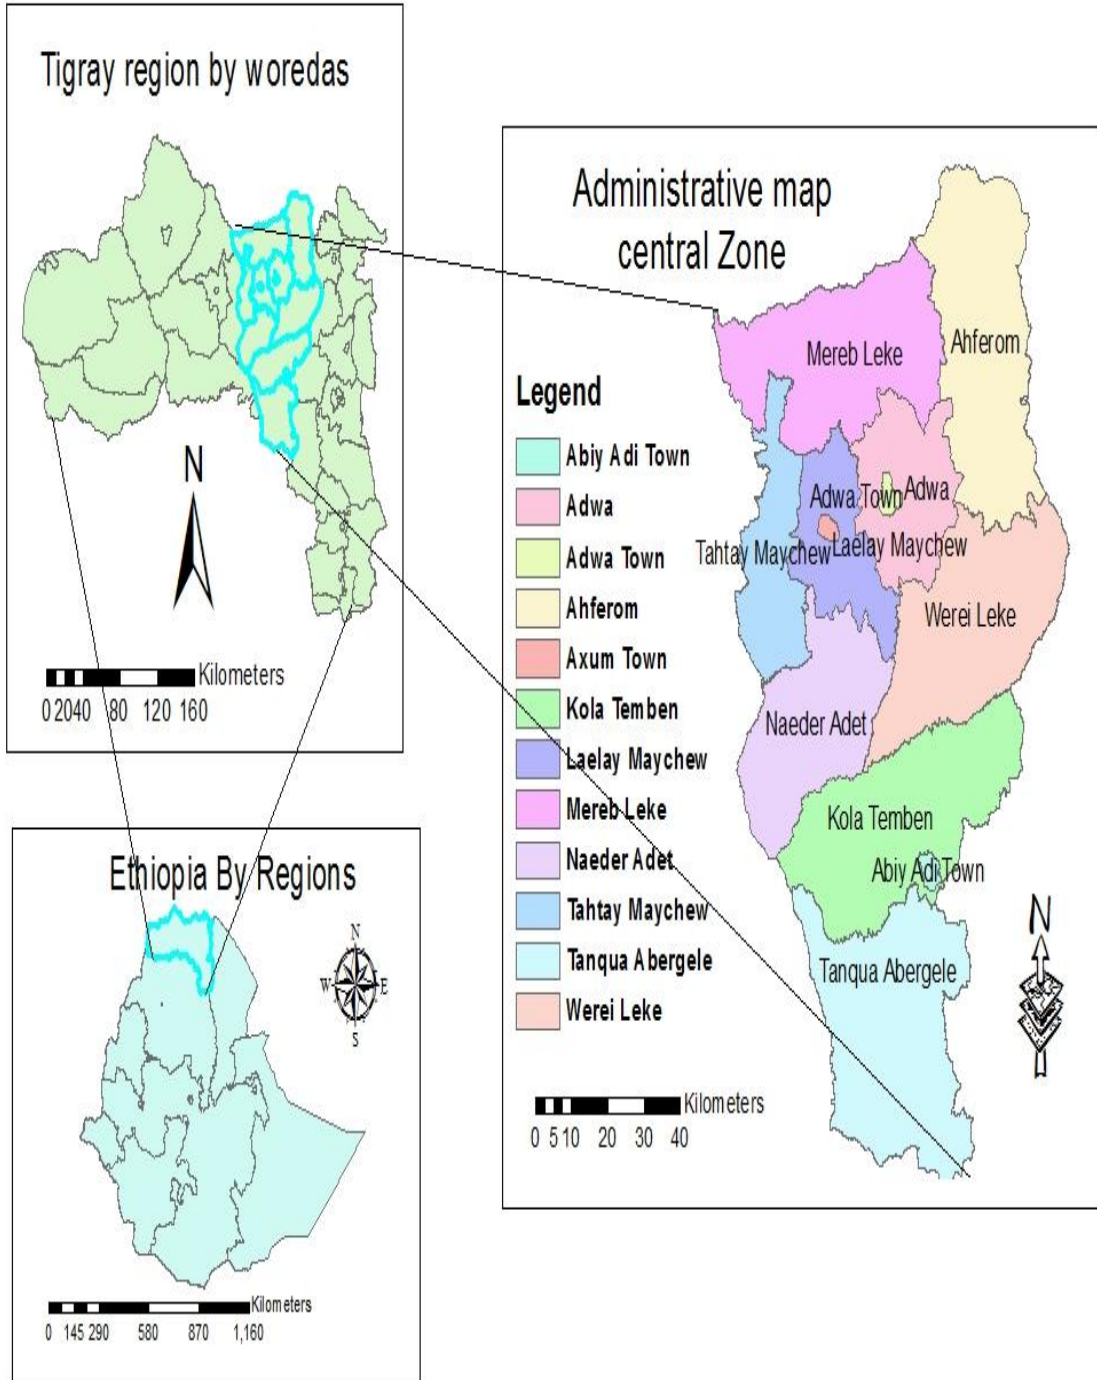 Tigray region by woredas
N
Kilometers
0 2040 80 120 160
Ethiopia By Regions
N
W E
S
Kilometers
0 145 290 580 870 1,160
Administrative map
central Zone
Legend
Abiy Adi Town
Adwa
Adwa Town
Ahferom
Axum Town
Kola Temben
Laelay Maychew
Mereb Leke
Naeder Adet
Tahtay Maychew
Tanqua Abergele
Werei Leke
Kilometers
0 5 10 20 30 40
Ahferom
Mereb Leke
Adwa Town
Adwa
Tahtay Maychew
Laelay Maychew
Werei Leke
Naeder Adet
Kola Temben
Abiy Adi Town
Tanqua Abergele
N